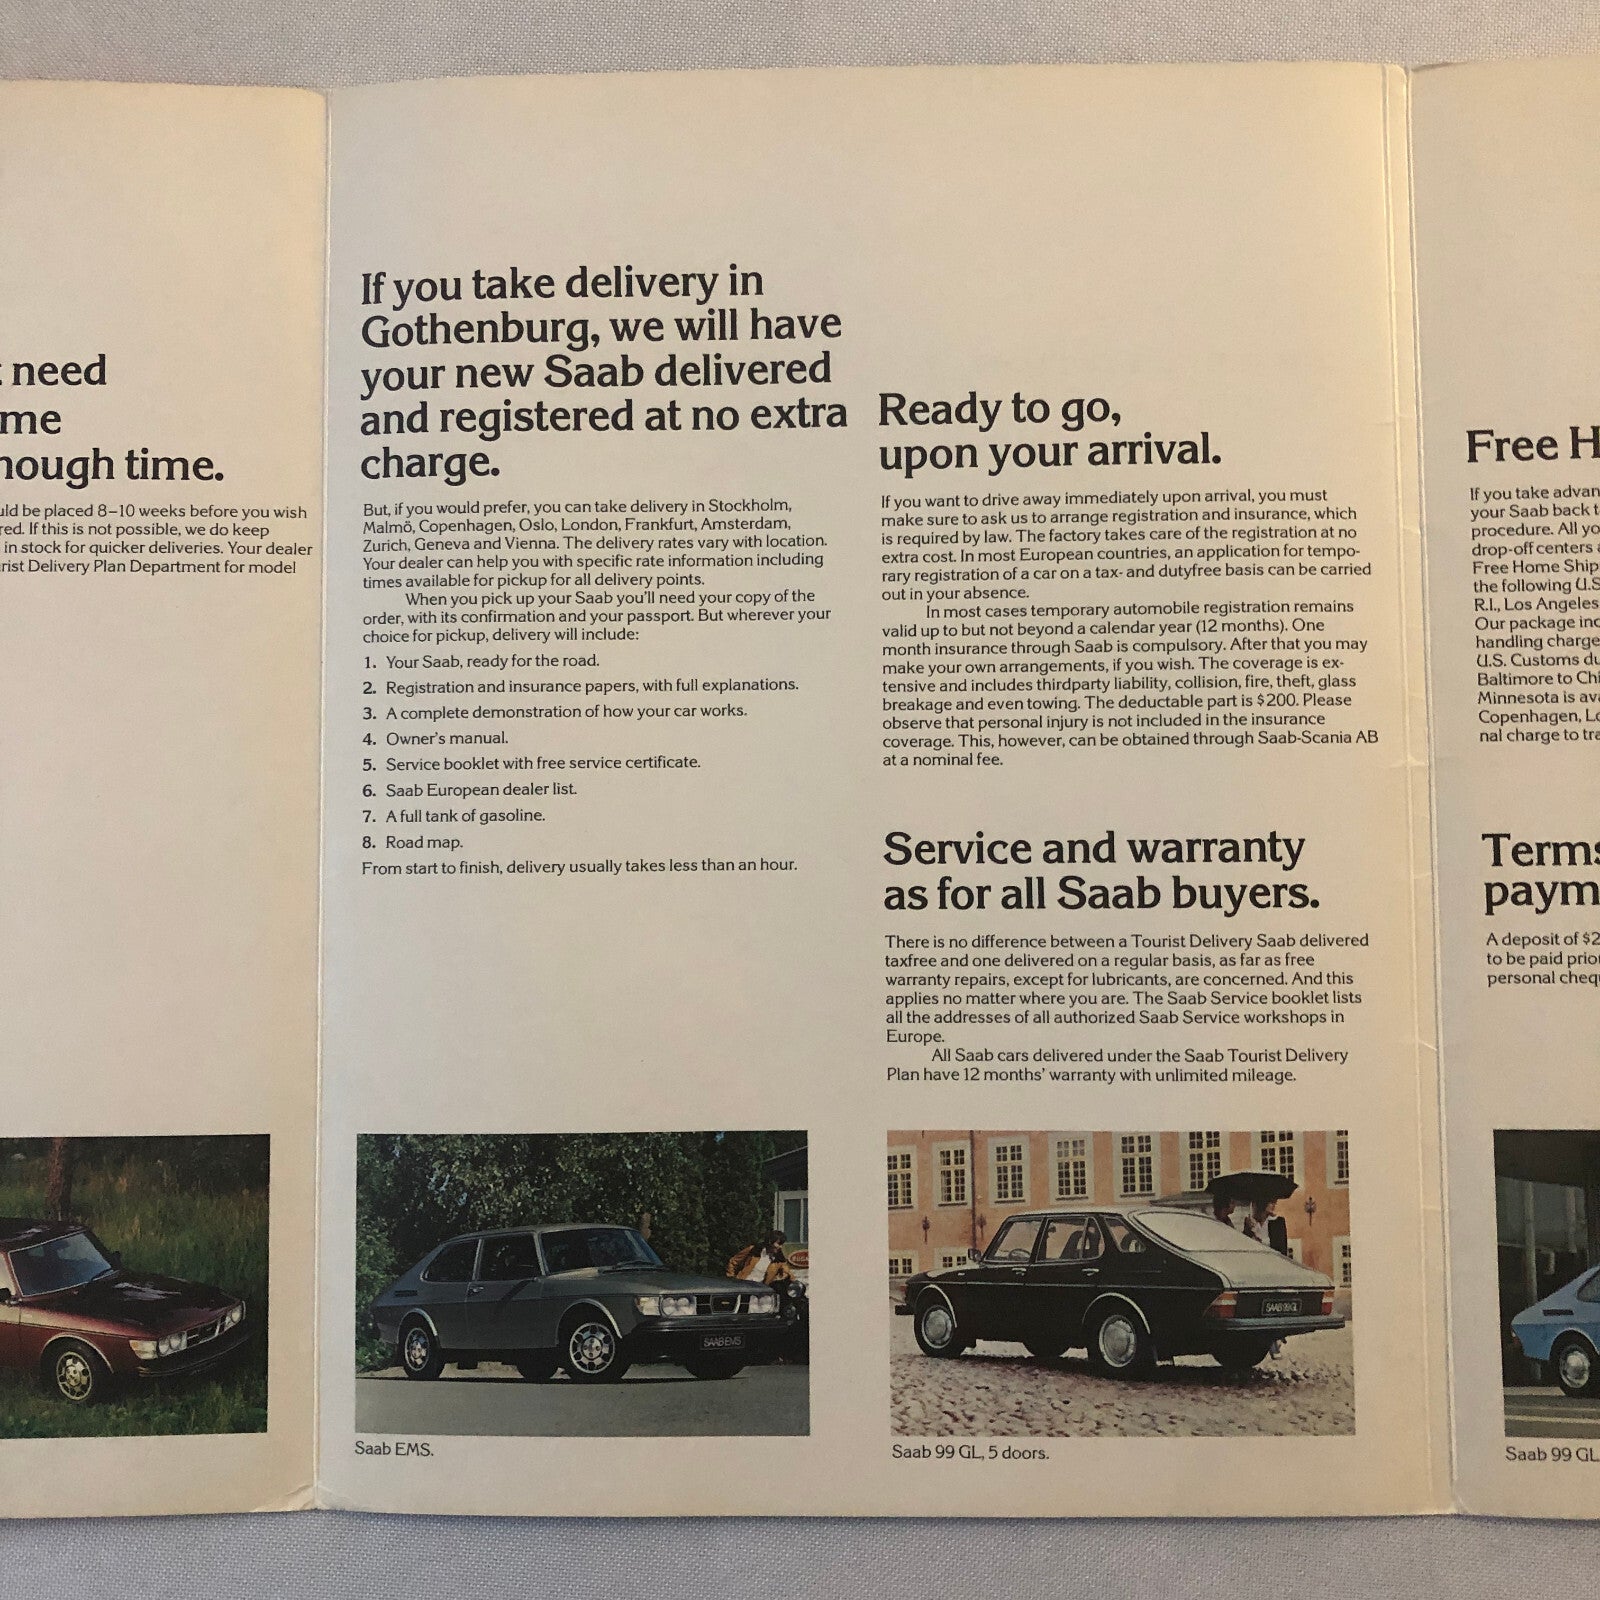 need
me
nough time.
uld be placed 8–10 weeks before you wish
red. If this is not possible, we do keep
in stock for quicker deliveries. Your dealer
rist Delivery Plan Department for model
If you take delivery in
Gothenburg, we will have
your new Saab delivered
and registered at no extra
charge.
But, if you would prefer, you can take delivery in Stockholm,
Malmö, Copenhagen, Oslo, London, Frankfurt, Amsterdam,
Zurich, Geneva and Vienna. The delivery rates vary with location.
Your dealer can help you with specific rate information including
times available for pickup for all delivery points.
When you pick up your Saab you'll need your copy of the
order, with its confirmation and your passport. But wherever your
choice for pickup, delivery will include:
1. Your Saab, ready for the road.
2. Registration and insurance papers, with full explanations.
3. A complete demonstration of how your car works.
4. Owner's manual.
5. Service booklet with free service certificate.
6. Saab European dealer list.
7. A full tank of gasoline.
8. Road map.
From start to finish, delivery usually takes less than an hour.
SAAB EMS
Saab EMS.
Ready to go,
upon your arrival.
If you want to drive away immediately upon arrival, you must
make sure to ask us to arrange registration and insurance, which
is required by law. The factory takes care of the registration at no
extra cost. In most European countries, an application for tempo-
rary registration of a car on a tax- and dutyfree basis can be carried
out in your absence.
In most cases temporary automobile registration remains
valid up to but not beyond a calendar year (12 months). One
month insurance through Saab is compulsory. After that you may
make your own arrangements, if you wish. The coverage is ex-
tensive and includes thirdparty liability, collision, fire, theft, glass
breakage and even towing. The deductable part is $200. Please
observe that personal injury is not included in the insurance
coverage. This, however, can be obtained through Saab-Scania AB
at a nominal fee.
Service and warranty
as for all Saab buyers.
There is no difference between a Tourist Delivery Saab delivered
taxfree and one delivered on a regular basis, as far as free
warranty repairs, except for lubricants, are concerned. And this
applies no matter where you are. The Saab Service booklet lists
all the addresses of all authorized Saab Service workshops in
Europe.
All Saab cars delivered under the Saab Tourist Delivery
Plan have 12 months' warranty with unlimited mileage.
SAAB 99 GL
Saab 99 GL, 5 doors.
Free H
If you take advan
your Saab back t
procedure. All yo
drop-off centers a
Free Home Ship
the following U.S
R.I., Los Angeles
Our package inc
handling charge
U.S. Customs du
Baltimore to Chi
Minnesota is ava
Copenhagen, Lo
nal charge to tra
Terms
paym
A deposit of $2
to be paid prio
personal cheq
Saab 99 GL